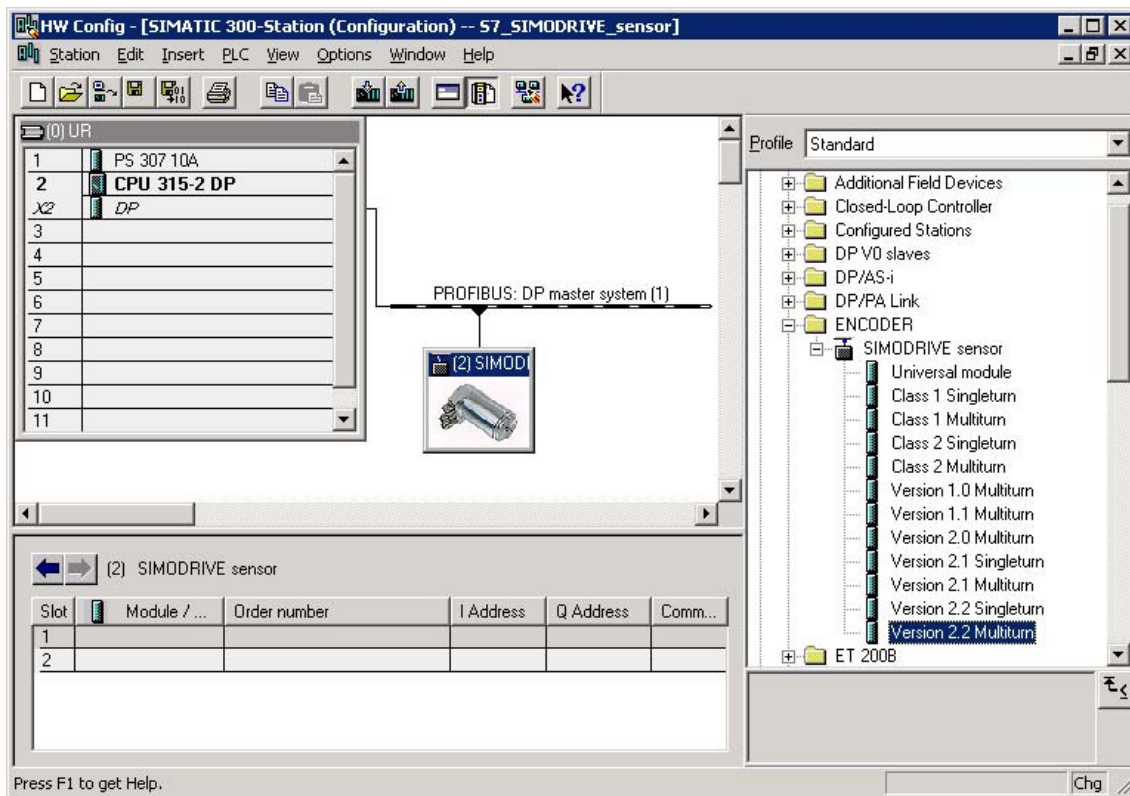 HW Config - [SIMATIC 300-Station (Configuration) -- S7_SIMODRIVE_sensor]
Station Edit Insert PLC View Options Window Help
(0) UR
1 PS 307 10A
2 CPU 315-2 DP
X2 DP
3
4
5
6
7
8
9
10
11
PROFIBUS: DP master system (1)
(2) SIMODI
Profile Standard
Additional Field Devices
Closed-Loop Controller
Configured Stations
DP V0 slaves
DP/AS-i
DP/PA Link
ENCODER
SIMODRIVE sensor
Universal module
Class 1 Singleturn
Class 1 Multiturn
Class 2 Singleturn
Class 2 Multiturn
Version 1.0 Multiturn
Version 1.1 Multiturn
Version 2.0 Multiturn
Version 2.1 Singleturn
Version 2.1 Multiturn
Version 2.2 Singleturn
Version 2.2 Multiturn
ET 200B
(2) SIMODRIVE sensor
Slot Module / ... Order number I Address Q Address Comm...
1
2
Press F1 to get Help.
Chg